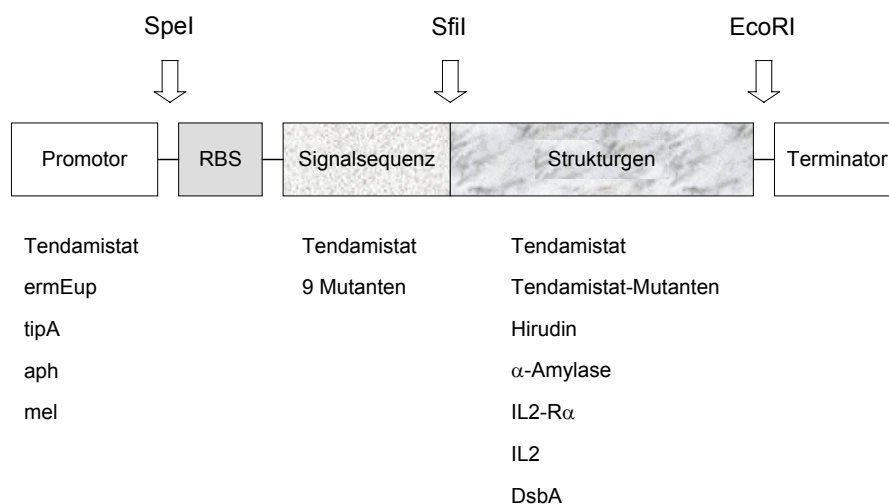 SpeI SfiI EcoRI
Promotor RBS Signalsequenz Strukturgen Terminator
Tendamistat Tendamistat Tendamistat
ermEup 9 Mutanten Tendamistat-Mutanten
tipA Hirudin
aph α-Amylase
mel IL2-Rα
IL2
DsbA